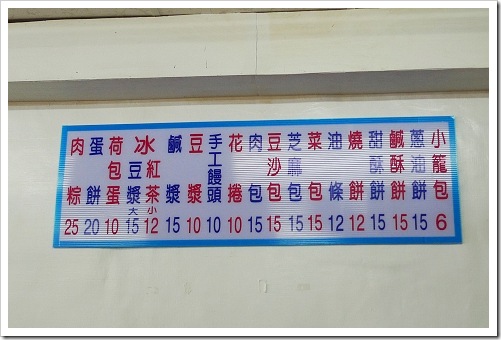 小籠包 6
蔥油餅 15
鹹酥餅 15
甜酥餅 15
燒餅 12
油條 12
菜包 15
芝麻包 15
豆沙包 15
肉包 15
花捲 10
手工饅頭 10
豆漿 10
鹹漿 15
冰
紅茶 小 12
豆漿 大 15
荷包蛋 10
蛋餅 20
肉粽 25